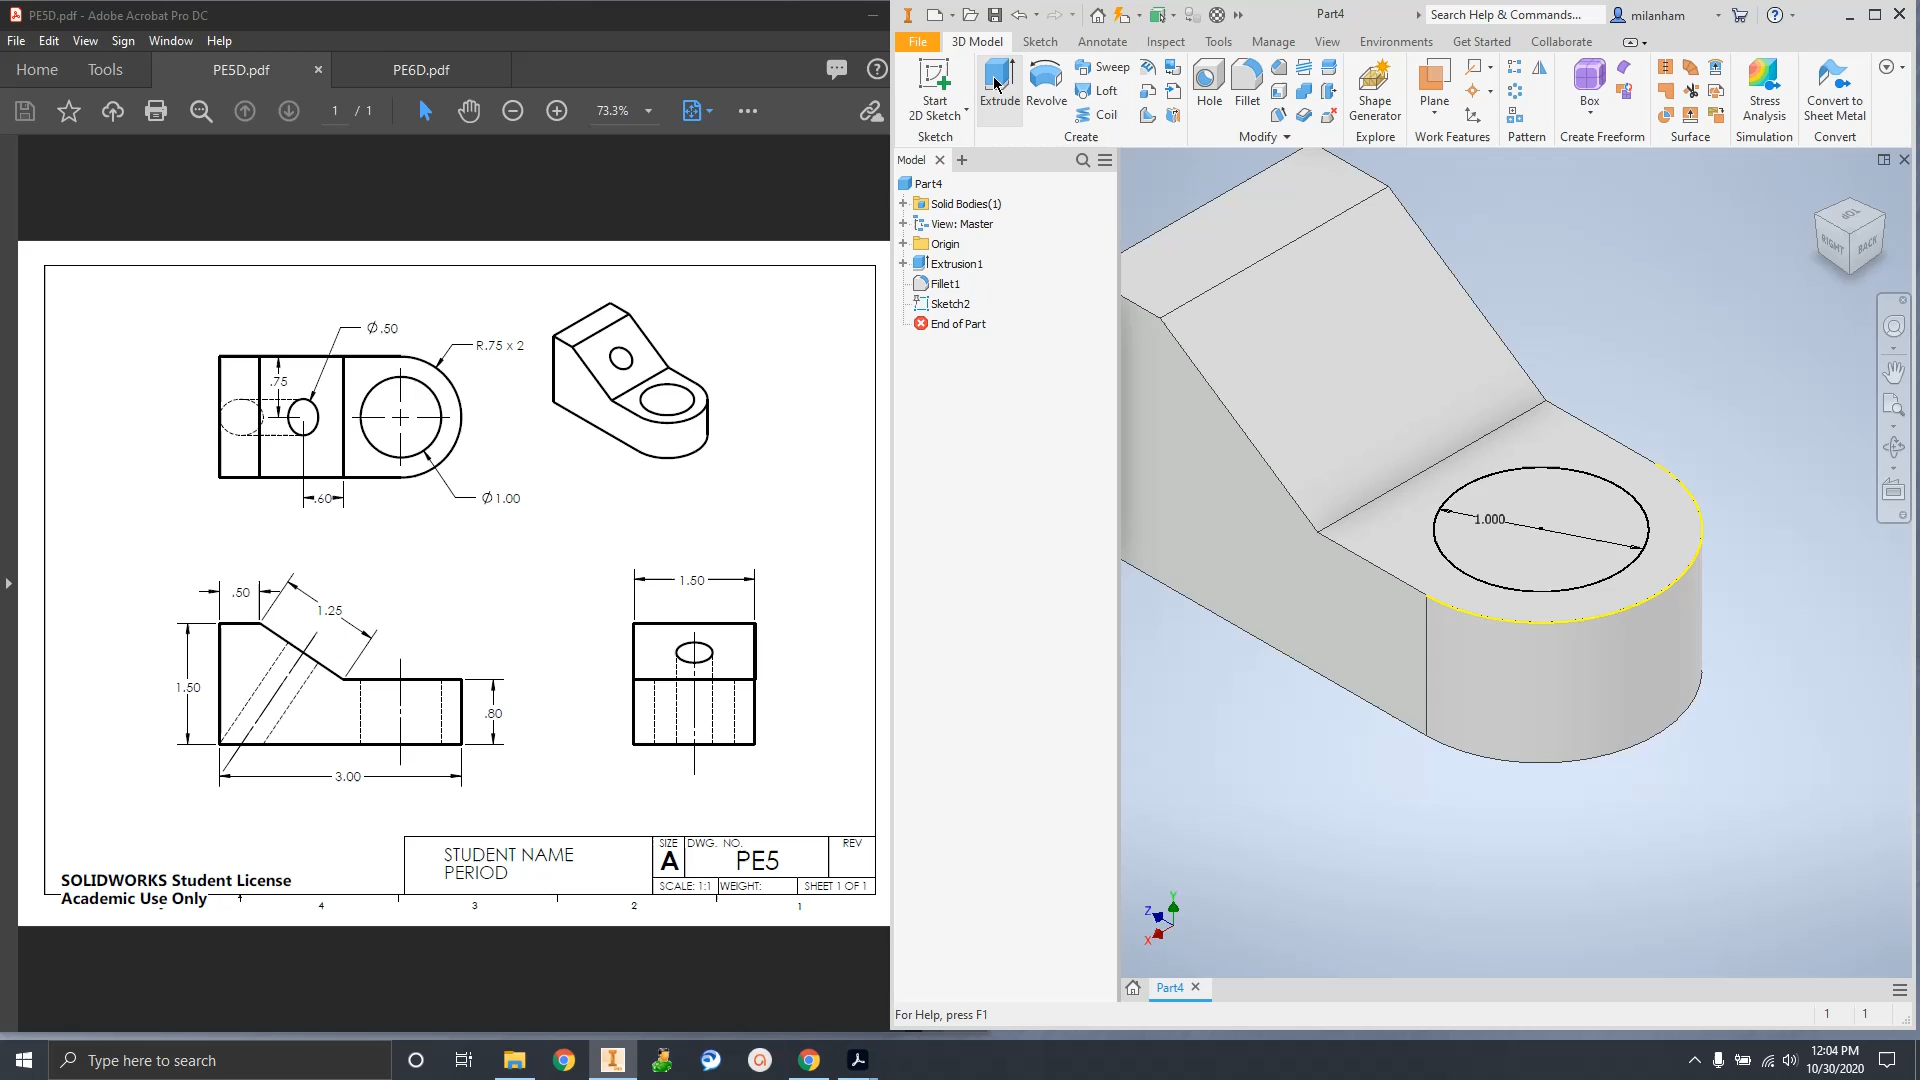 PE5D.pdf - Adobe Acrobat Pro DC
File Edit View Sign Window Help
Home Tools PE5D.pdf × PE6D.pdf
1 / 1 73.3%
Ø.50
R.75 x 2
.75
Ø1.00
.60
.50
1.25
1.50
.80
3.00
1.50
STUDENT NAME
PERIOD
SIZE
A
DWG. NO.
PE5
REV
SCALE: 1:1 WEIGHT: SHEET 1 OF 1
SOLIDWORKS Student License
Academic Use Only
4 3 2 1
Part4 Search Help & Commands... milanham
File 3D Model Sketch Annotate Inspect Tools Manage View Environments Get Started Collaborate
Start
2D Sketch
Sketch
Extrude
Revolve
Sweep
Loft
Coil
Create
Hole
Fillet
Modify
Shape
Generator
Explore
Plane
Work Features
Pattern
Box
Create Freeform
Surface
Stress
Analysis
Simulation
Convert to
Sheet Metal
Convert
Model × +
Part4
Solid Bodies(1)
View: Master
Origin
Extrusion1
Fillet1
Sketch2
End of Part
1.000
TOP
RIGHT
BACK
Y
Z
X
Part4 ×
For Help, press F1
1 1
Type here to search
12:04 PM
10/30/2020